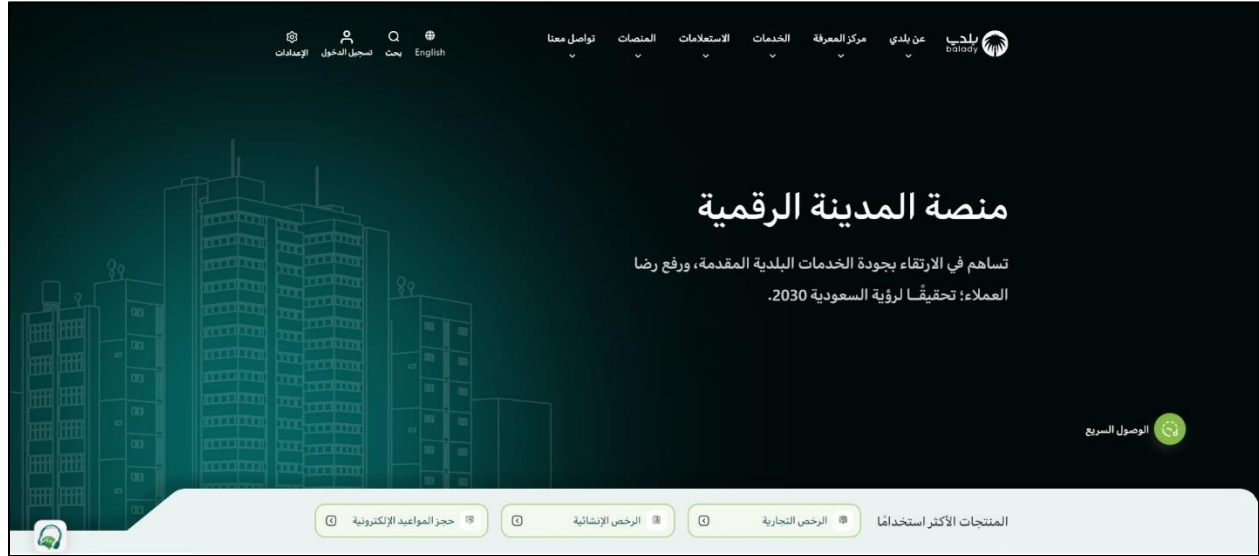 بلدي
balady
عن بلدي
مركز المعرفة
الخدمات
الاستعلامات
المنصات
تواصل معنا
English
بحث
تسجيل الدخول
الإعدادات
منصة المدينة الرقمية
تساهم في الارتقاء بجودة الخدمات البلدية المقدمة، ورفع رضا
العملاء؛ تحقيقًـا لرؤية السعودية 2030.
الوصول السريع
المنتجات الأكثر استخدامًا
الرخص التجارية
الرخص الإنشائية
حجز المواعيد الإلكترونية